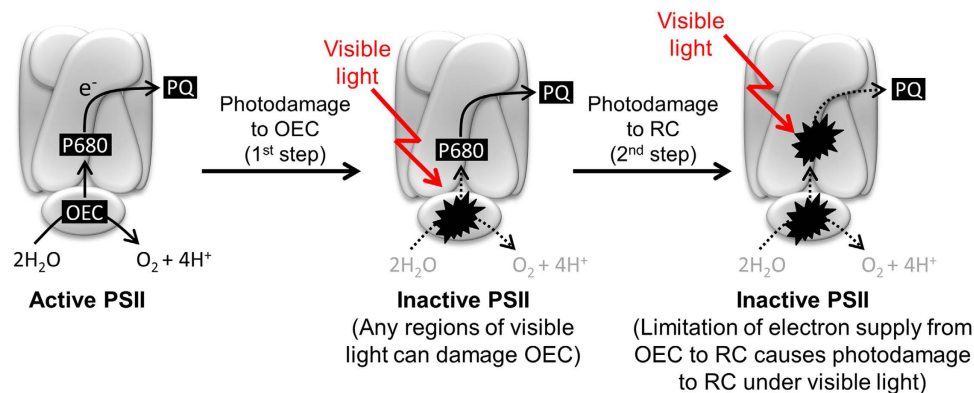 e-
PQ
P680
OEC
2H2O
O2 + 4H+
Active PSII
Photodamage
to OEC
(1st step)
Visible
light
PQ
P680
2H2O
O2 + 4H+
Inactive PSII
(Any regions of visible
light can damage OEC)
Photodamage
to RC
(2nd step)
Visible
light
PQ
2H2O
O2 + 4H+
Inactive PSII
(Limitation of electron supply from
OEC to RC causes photodamage
to RC under visible light)